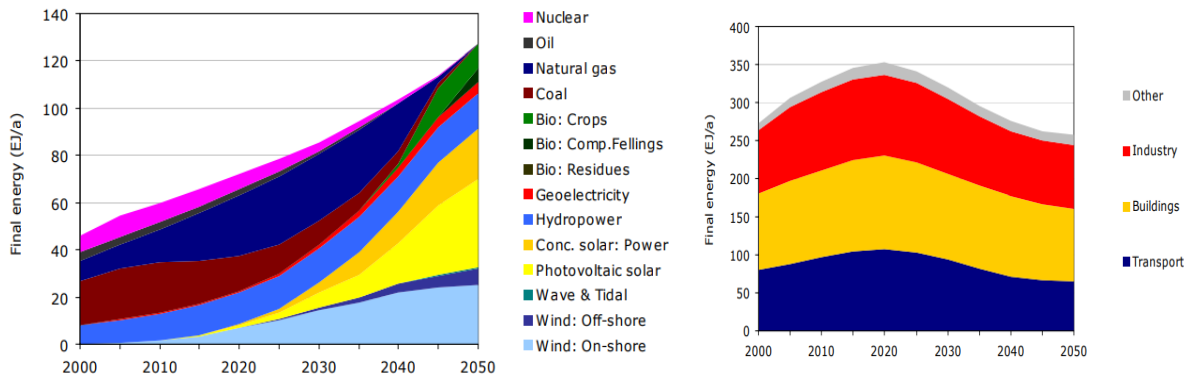 Final energy (EJ/a)
140
120
100
80
60
40
20
0
2000
2010
2020
2030
2040
2050
Nuclear
Oil
Natural gas
Coal
Bio: Crops
Bio: Comp.Fellings
Bio: Residues
Geoelectricity
Hydropower
Conc. solar: Power
Photovoltaic solar
Wave & Tidal
Wind: Off-shore
Wind: On-shore
Final energy (EJ/a)
400
350
300
250
200
150
100
50
0
2000
2010
2020
2030
2040
2050
Other
Industry
Buildings
Transport